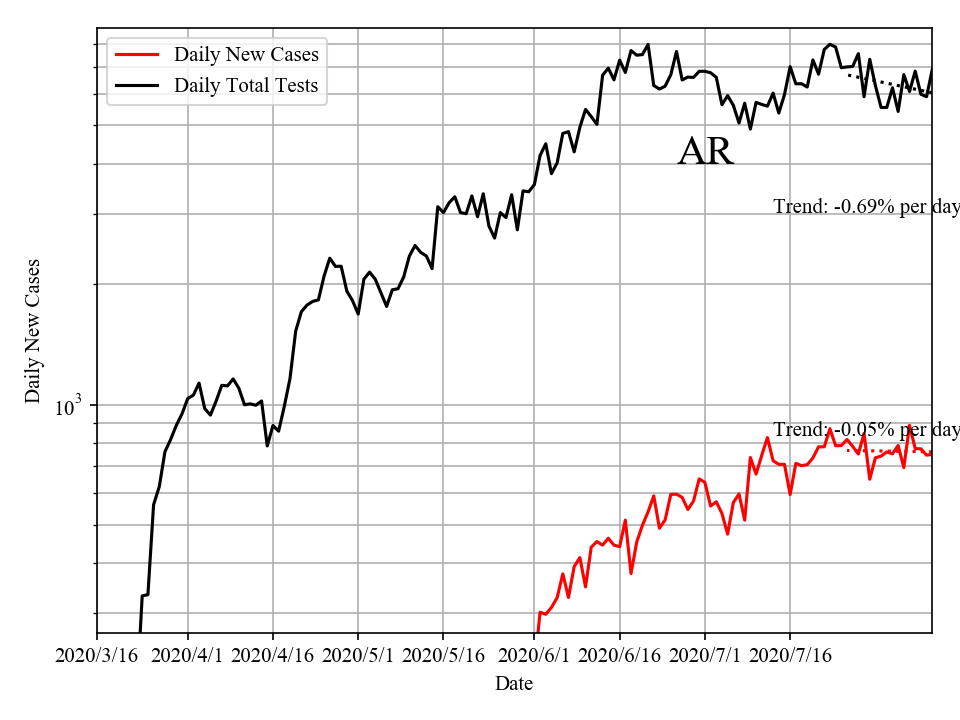 Daily New Cases
Daily Total Tests
AR
Trend: -0.69% per day
Trend: -0.05% per day
Daily New Cases
10^3
2020/3/16 2020/4/1 2020/4/16 2020/5/1 2020/5/16 2020/6/1 2020/6/16 2020/7/1 2020/7/16
Date